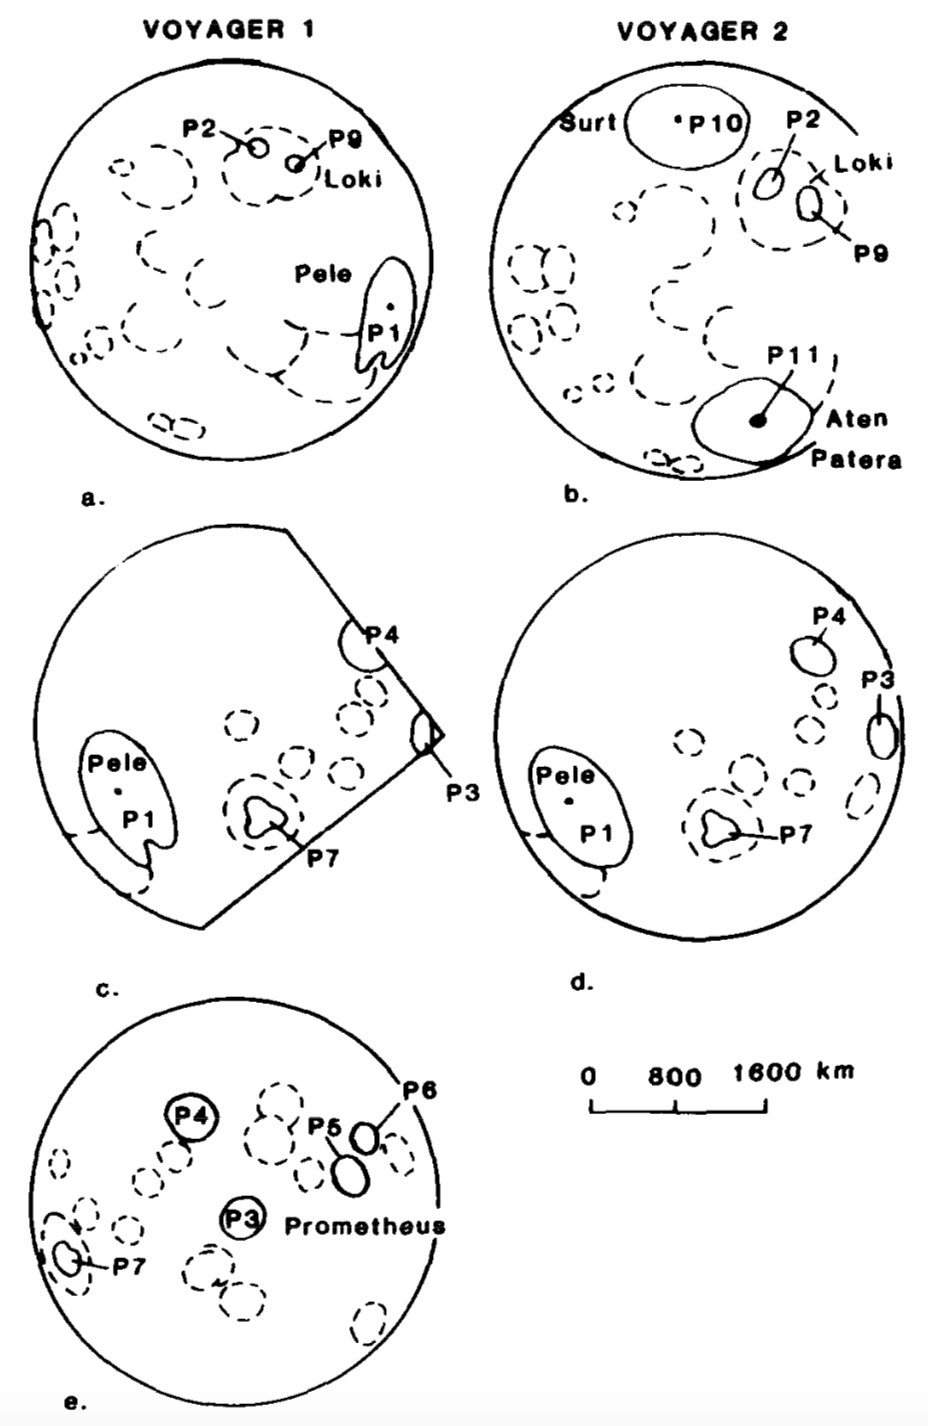 VOYAGER 1
VOYAGER 2
P2
P9
Loki
Pele
P1
a.
Surt
P10
P2
Loki
P9
P11
Aten
Patera
b.
P4
Pele
P1
P3
P7
c.
P4
P3
Pele
P1
P7
d.
P4
P6
P5
P3
Prometheus
P7
e.
0 800 1600 km